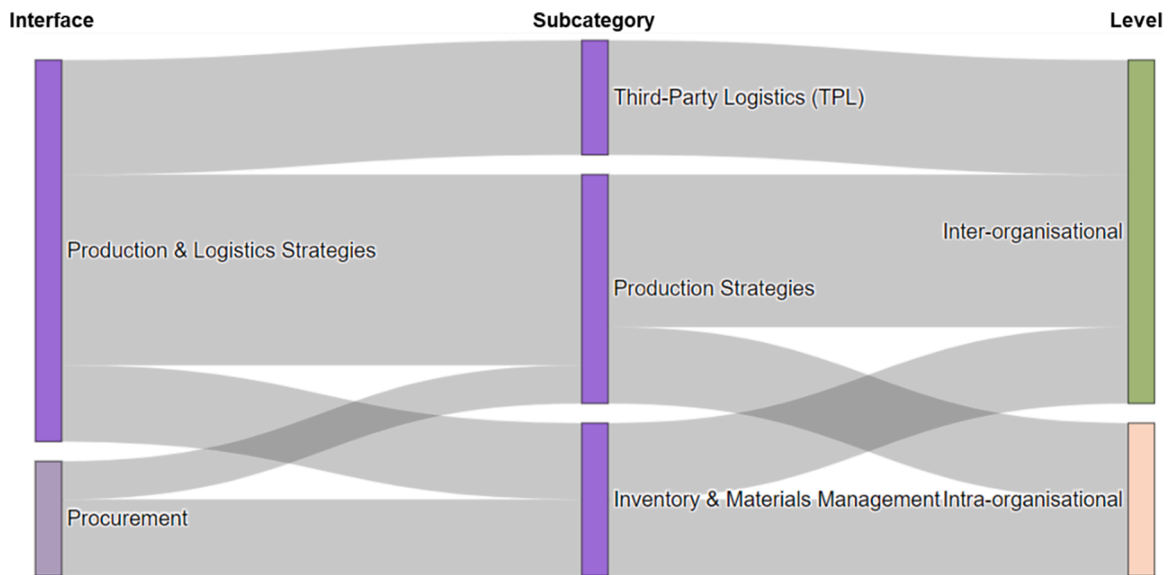 Interface Subcategory Level
Third-Party Logistics (TPL)
Inter-organisational
Production & Logistics Strategies
Production Strategies
Inventory & Materials Management Intra-organisational
Procurement